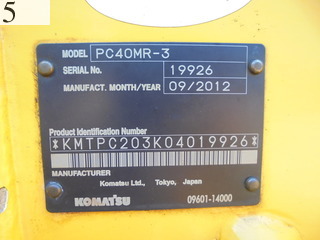 5
MODEL PC40MR-3
SERIAL No. 19926
MANUFACT. MONTH/YEAR 09/2012
Product Identification Number
*KMTPC203K04019926*
MANUFACTURER
Komatsu Ltd., Tokyo, Japan
KOMATSU 09601-14000